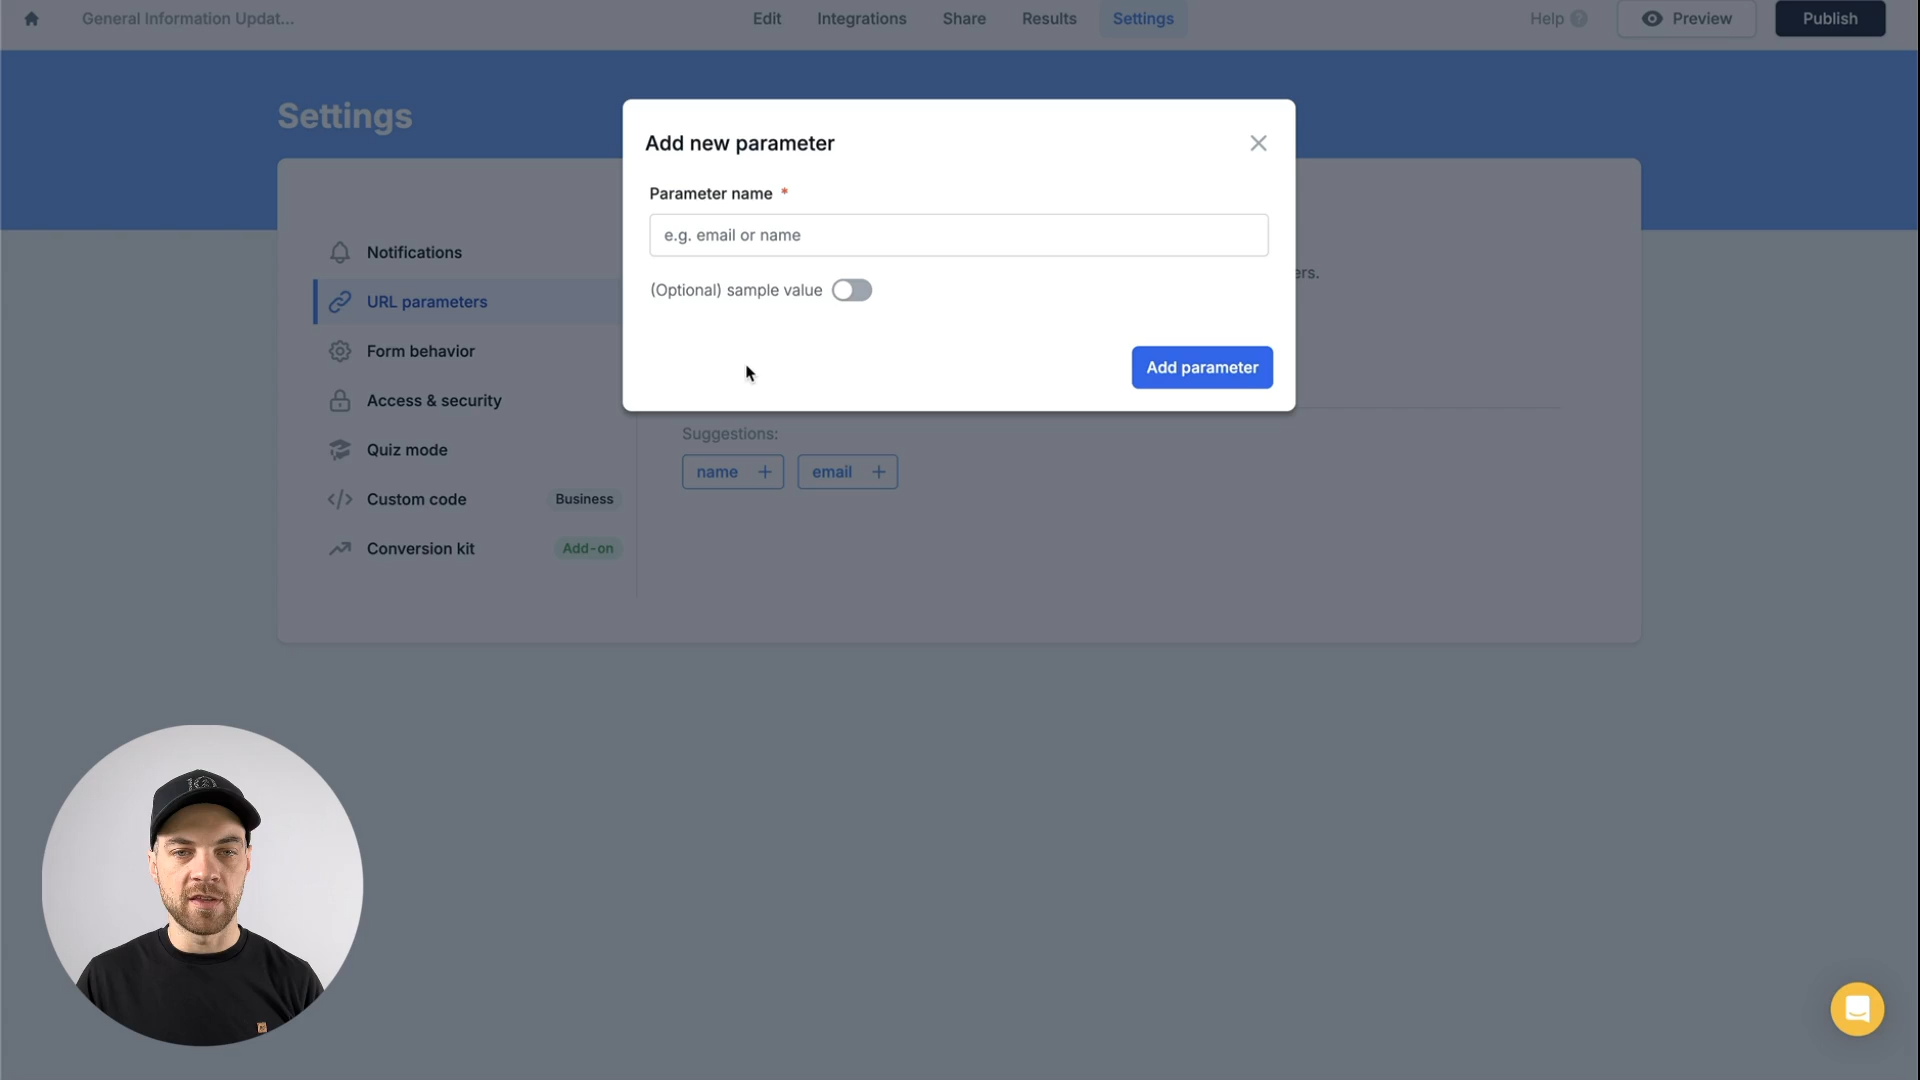 General Information Updat...
Edit
Integrations
Share
Results
Settings
Help ?
Preview
Publish
Settings
Add new parameter
Parameter name *
e.g. email or name
(Optional) sample value
Add parameter
ers.
Notifications
URL parameters
Form behavior
Access & security
Quiz mode
Custom code
Business
Conversion kit
Add-on
Suggestions:
name +
email +